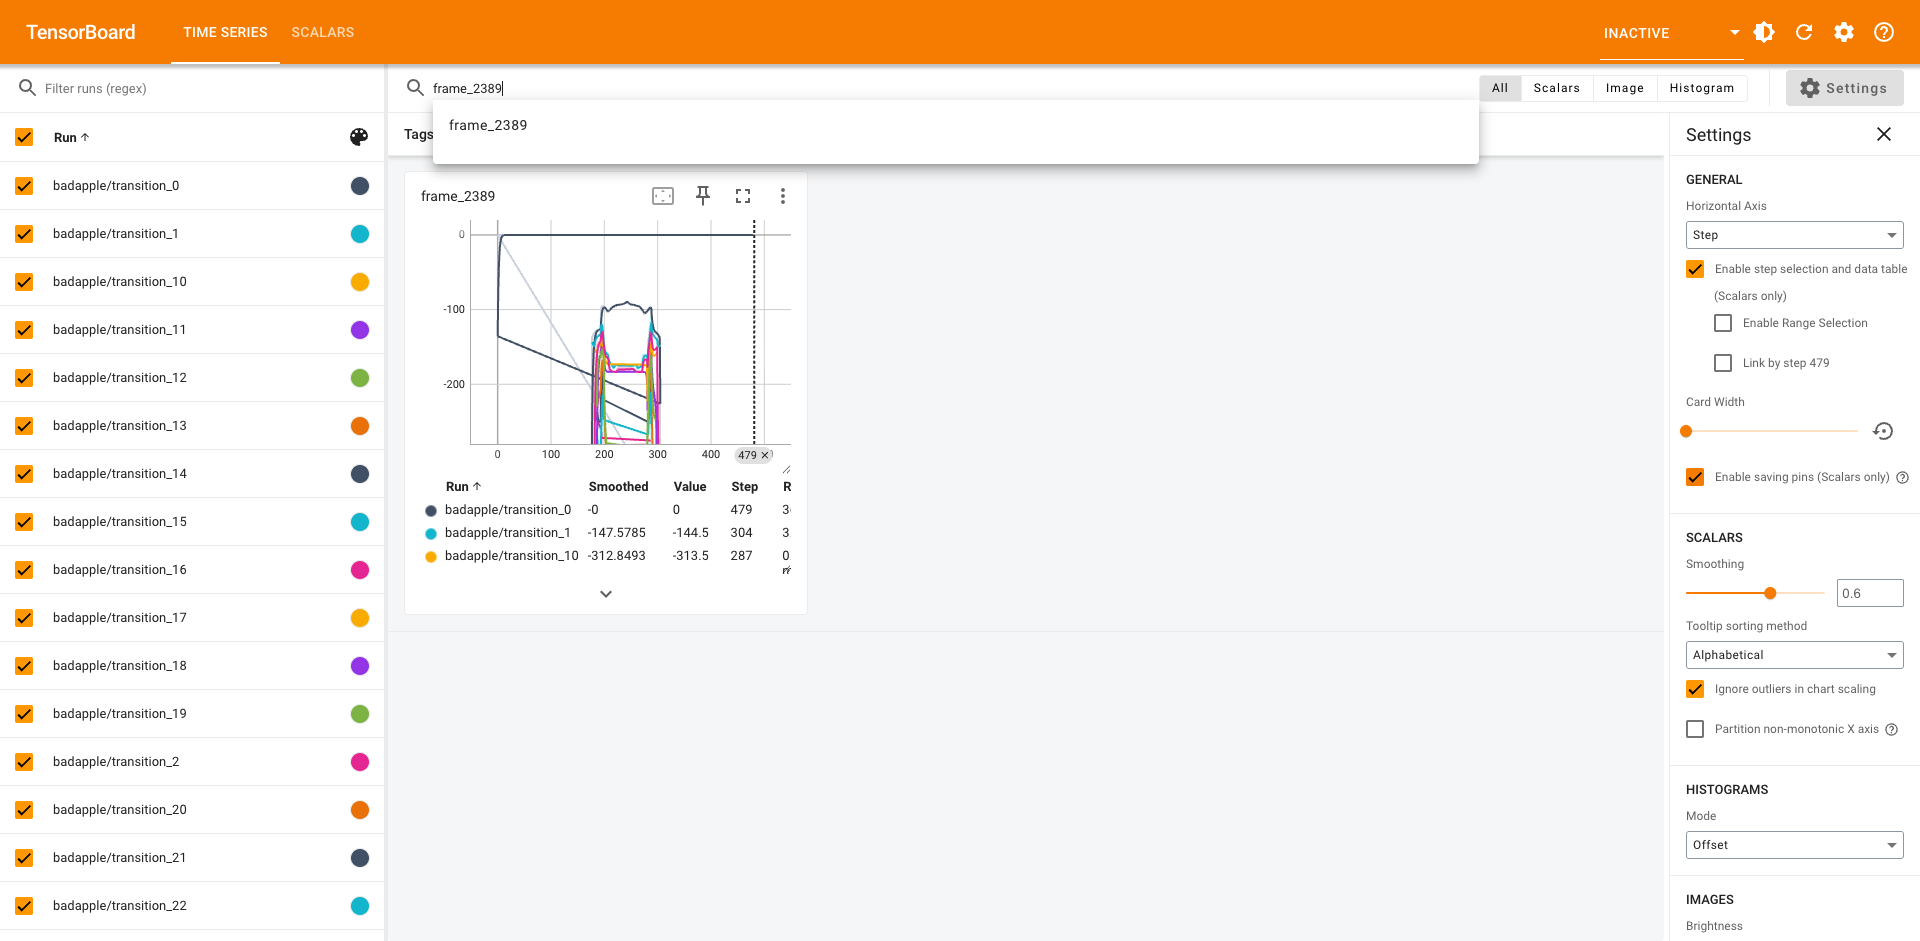 TensorBoard TIME SERIES SCALARS INACTIVE
Filter runs (regex)
Run
badapple/transition_0
badapple/transition_1
badapple/transition_10
badapple/transition_11
badapple/transition_12
badapple/transition_13
badapple/transition_14
badapple/transition_15
badapple/transition_16
badapple/transition_17
badapple/transition_18
badapple/transition_19
badapple/transition_2
badapple/transition_20
badapple/transition_21
badapple/transition_22
frame_2389
All Scalars Image Histogram
Settings
frame_2389
Tags
frame_2389
0
-100
-200
0 100 200 300 400 479
Run Smoothed Value Step R
badapple/transition_0 -0 0 479
badapple/transition_1 -147.5785 -144.5 304
badapple/transition_10 -312.8493 -313.5 287
Settings
GENERAL
Horizontal Axis
Step
Enable step selection and data table
(Scalars only)
Enable Range Selection
Link by step 479
Card Width
Enable saving pins (Scalars only)
SCALARS
Smoothing
0.6
Tooltip sorting method
Alphabetical
Ignore outliers in chart scaling
Partition non-monotonic X axis
HISTOGRAMS
Mode
Offset
IMAGES
Brightness